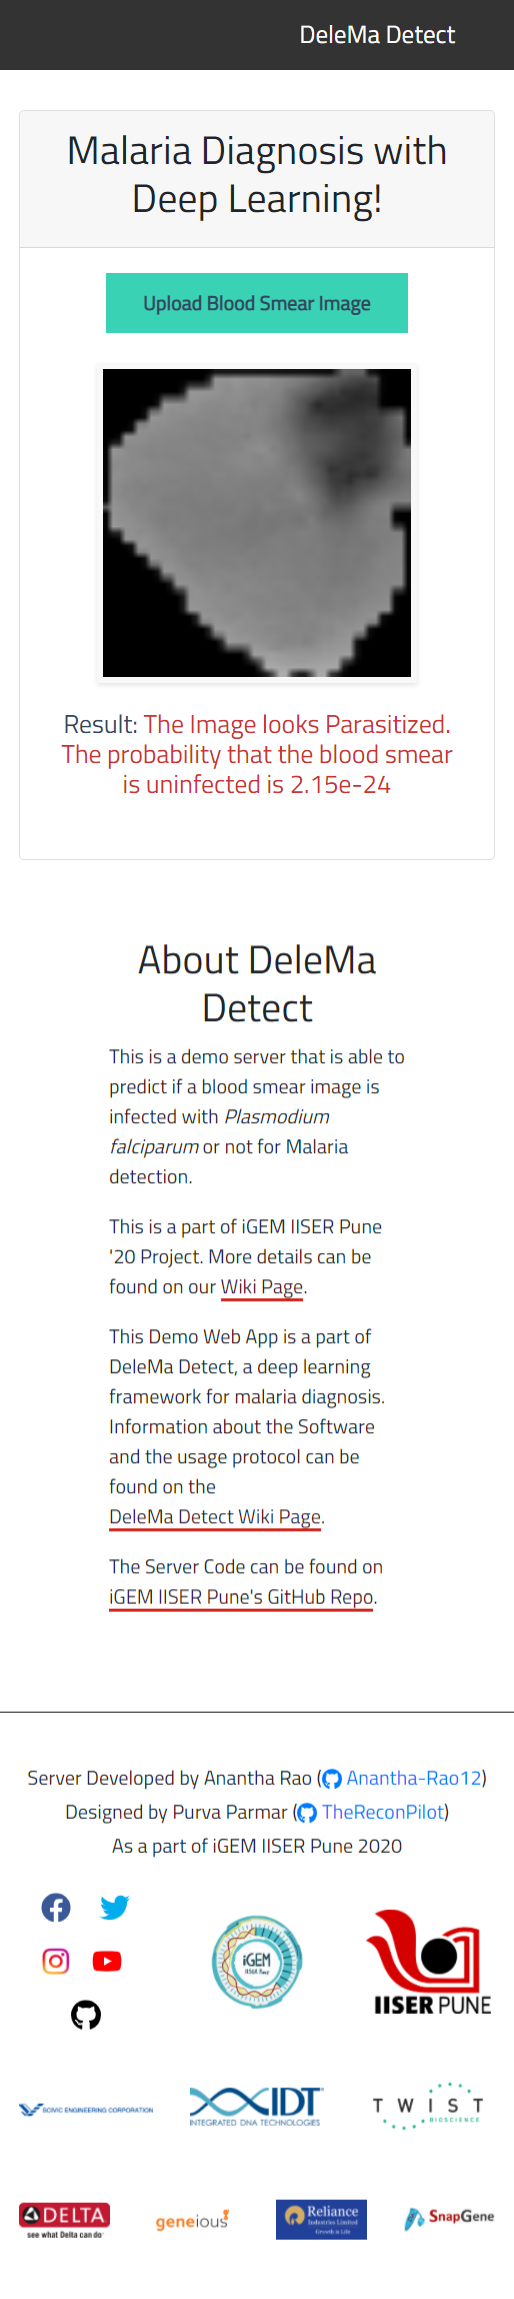 DeleMa Detect
Malaria Diagnosis with
Deep Learning!
Upload Blood Smear Image
Result: The Image looks Parasitized.
The probability that the blood smear
is uninfected is 2.15e-24
About DeleMa
Detect
This is a demo server that is able to
predict if a blood smear image is
infected with Plasmodium
falciparum or not for Malaria
detection.
This is a part of iGEM IISER Pune
'20 Project. More details can be
found on our Wiki Page.
This Demo Web App is a part of
DeleMa Detect, a deep learning
framework for malaria diagnosis.
Information about the Software
and the usage protocol can be
found on the
DeleMa Detect Wiki Page.
The Server Code can be found on
iGEM IISER Pune's GitHub Repo.
Server Developed by Anantha Rao ( Anantha-Rao12)
Designed by Purva Parmar ( TheReconPilot)
As a part of iGEM IISER Pune 2020
iGEM
IISER Pune
IISER PUNE
SCIVIC ENGINEERING CORPORATION
IDT
INTEGRATED DNA TECHNOLOGIES
TWIST
BIOSCIENCE
DELTA
see what Delta can do
geneious
Reliance
Industries Limited
Growth is Life
SnapGene